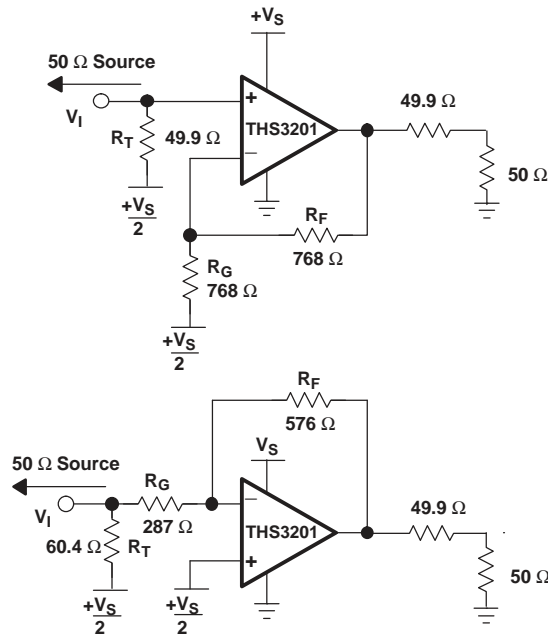 +VS
50 Ω Source
VI
+
THS3201
−
RT
49.9 Ω
+VS
2
49.9 Ω
50 Ω
RF
768 Ω
RG
768 Ω
+VS
2
RF
576 Ω
VS
50 Ω Source
RG
VI
287 Ω
−
THS3201
+
60.4 Ω
RT
49.9 Ω
50 Ω
+VS
2
+VS
2